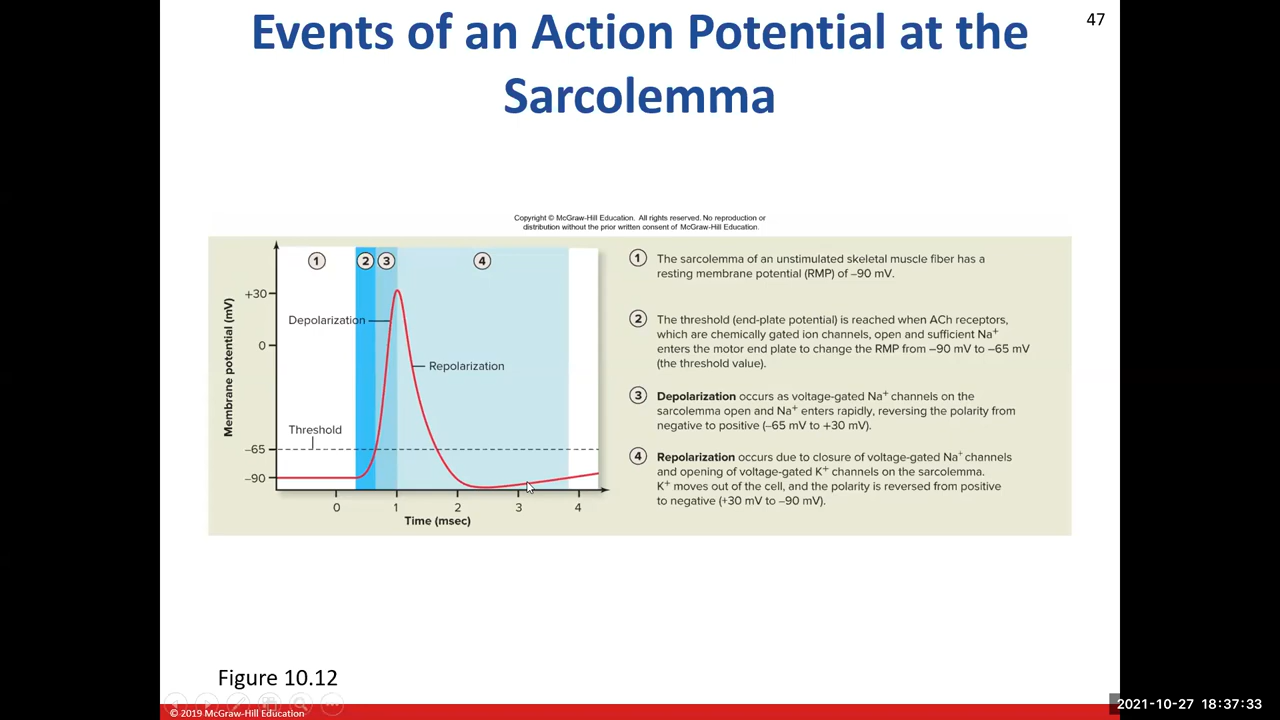 47
Events of an Action Potential at the
Sarcolemma
Copyright © McGraw-Hill Education. All rights reserved. No reproduction or
distribution without the prior written consent of McGraw-Hill Education.
1 2 3 4
Membrane potential (mV)
+30
Depolarization
0
Repolarization
Threshold
–65
–90
0 1 2 3 4
Time (msec)
1 The sarcolemma of an unstimulated skeletal muscle fiber has a
resting membrane potential (RMP) of –90 mV.
2 The threshold (end-plate potential) is reached when ACh receptors,
which are chemically gated ion channels, open and sufficient Na⁺
enters the motor end plate to change the RMP from –90 mV to –65 mV
(the threshold value).
3 Depolarization occurs as voltage-gated Na⁺ channels on the
sarcolemma open and Na⁺ enters rapidly, reversing the polarity from
negative to positive (–65 mV to +30 mV).
4 Repolarization occurs due to closure of voltage-gated Na⁺ channels
and opening of voltage-gated K⁺ channels on the sarcolemma.
K⁺ moves out of the cell, and the polarity is reversed from positive
to negative (+30 mV to –90 mV).
Figure 10.12
© 2019 McGraw-Hill Education
2021-10-27 18:37:33